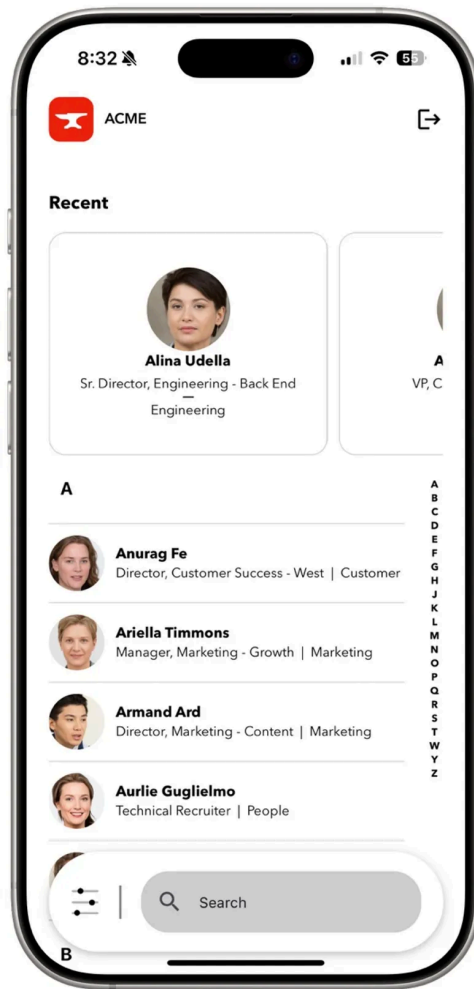 8:32
55
ACME
Recent
Alina Udella
Sr. Director, Engineering - Back End
—
Engineering
A
VP, C
A
Anurag Fe
Director, Customer Success - West | Customer
Ariella Timmons
Manager, Marketing - Growth | Marketing
Armand Ard
Director, Marketing - Content | Marketing
Aurlie Guglielmo
Technical Recruiter | People
A
B
C
D
E
F
G
H
J
K
L
M
N
O
P
Q
R
S
T
W
Y
Z
Search
B